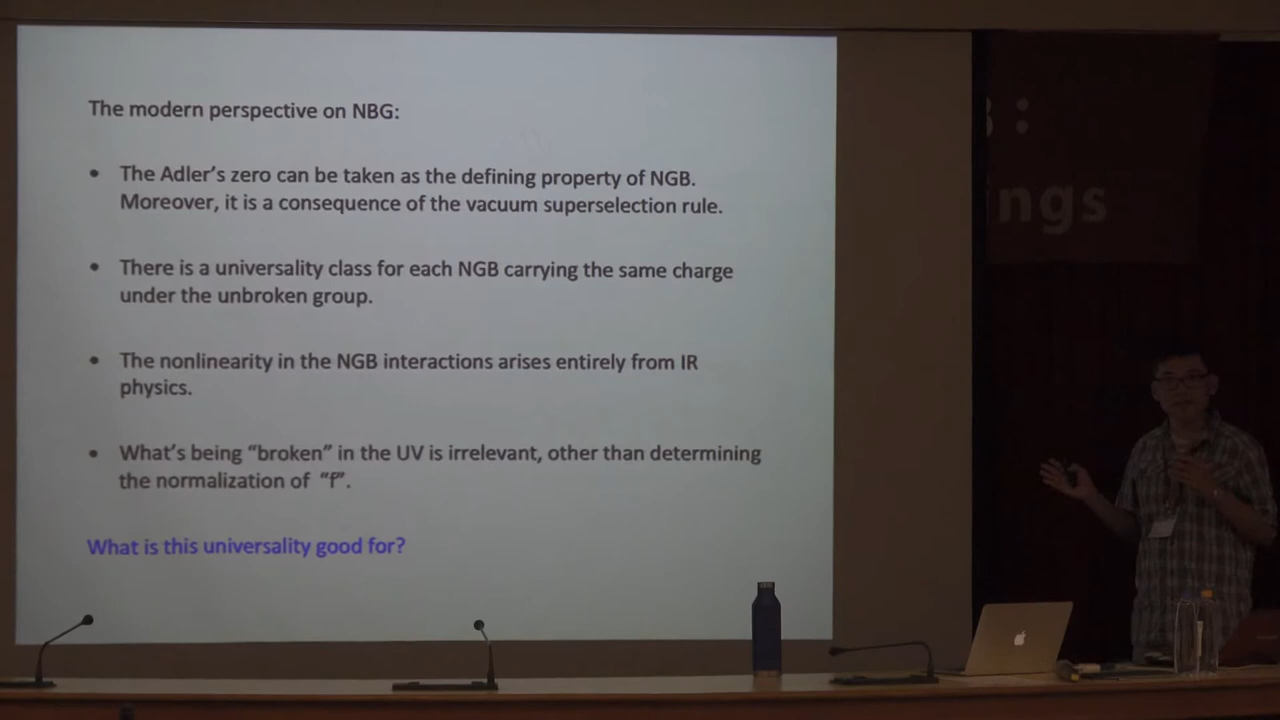 The modern perspective on NBG:
• The Adler's zero can be taken as the defining property of NGB.
Moreover, it is a consequence of the vacuum superselection rule.
• There is a universality class for each NGB carrying the same charge
under the unbroken group.
• The nonlinearity in the NGB interactions arises entirely from IR
physics.
• What's being "broken" in the UV is irrelevant, other than determining
the normalization of "f".
What is this universality good for?
:
ngs